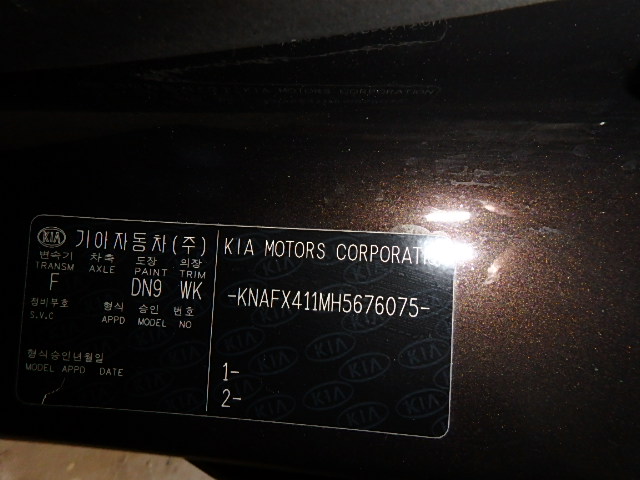 KIA 기아자동차(주)
변속기 차축 도장 의장
TRANSM AXLE PAINT TRIM
F DN9 WK
정비부호 형식 승인 번호
S.V.C APPD MODEL NO
형식승인년월일
MODEL APPD DATE
KIA MOTORS CORPORATI
-KNAFX411MH5676075-
1-
2-